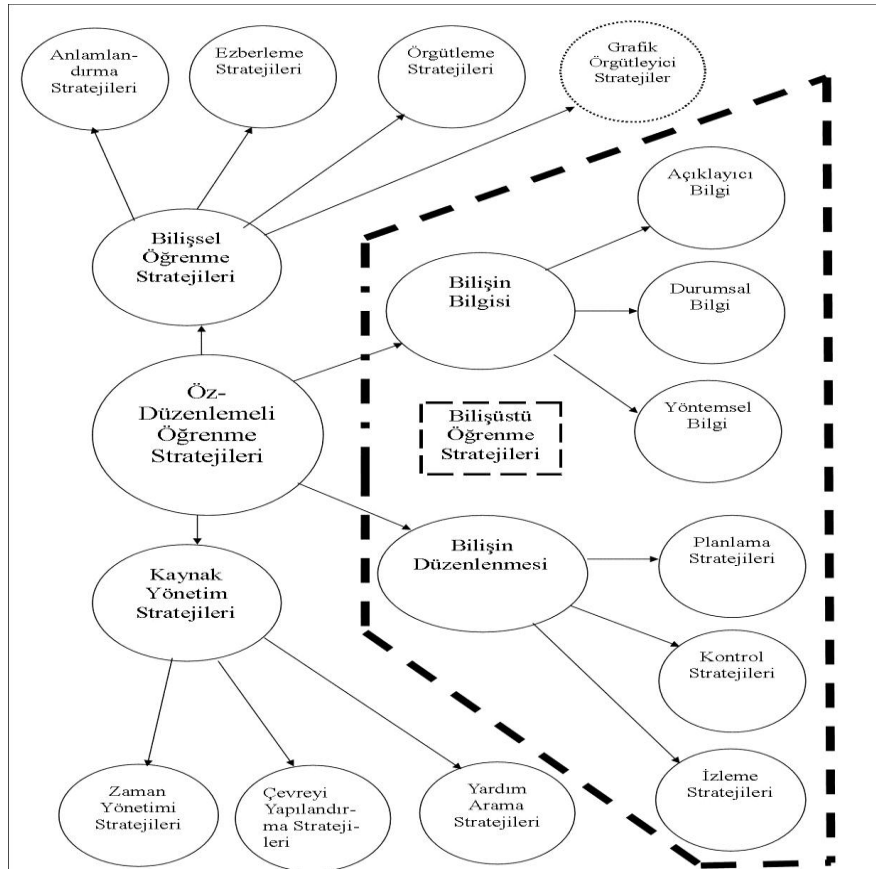 Anlamlan-
dırma
Stratejileri
Ezberleme
Stratejileri
Örgütleme
Stratejileri
Grafik
Örgütleyici
Stratejiler
Açıklayıcı
Bilgi
Bilişsel
Öğrenme
Stratejileri
Bilişin
Bilgisi
Durumsal
Bilgi
Öz-
Düzenlemeli
Öğrenme
Stratejileri
Bilişüstü
Öğrenme
Stratejileri
Yöntemsel
Bilgi
Bilişin
Düzenlenmesi
Planlama
Stratejileri
Kaynak
Yönetim
Stratejileri
Kontrol
Stratejileri
Zaman
Yönetimi
Stratejileri
Çevreyi
Yapılandır-
ma Strateji-
leri
Yardım
Arama
Stratejileri
İzleme
Stratejileri